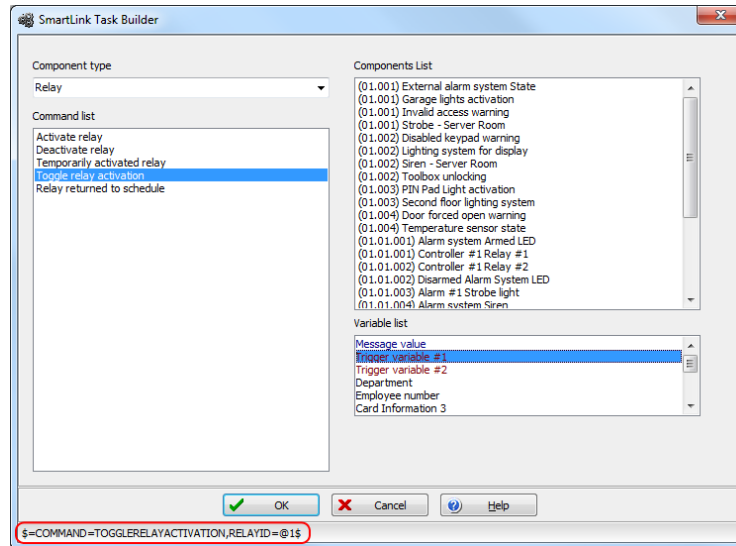 SmartLink Task Builder
Component type
Relay
Command list
Activate relay
Deactivate relay
Temporarily activated relay
Toggle relay activation
Relay returned to schedule
Components List
(01.001) External alarm system State
(01.001) Garage lights activation
(01.001) Invalid access warning
(01.001) Strobe - Server Room
(01.002) Disabled keypad warning
(01.002) Lighting system for display
(01.002) Siren - Server Room
(01.002) Toolbox unlocking
(01.003) PIN Pad Light activation
(01.003) Second floor lighting system
(01.004) Door forced open warning
(01.004) Temperature sensor state
(01.01.001) Alarm system Armed LED
(01.01.001) Controller #1 Relay #1
(01.01.002) Controller #1 Relay #2
(01.01.002) Disarmed Alarm System LED
(01.01.003) Alarm #1 Strobe light
(01.01.004) Alarm system Siren
Variable list
Message value
Trigger variable #1
Trigger variable #2
Department
Employee number
Card Information 3
OK
Cancel
Help
$=COMMAND=TOGGLERELAYACTIVATION,RELAYID=@1$